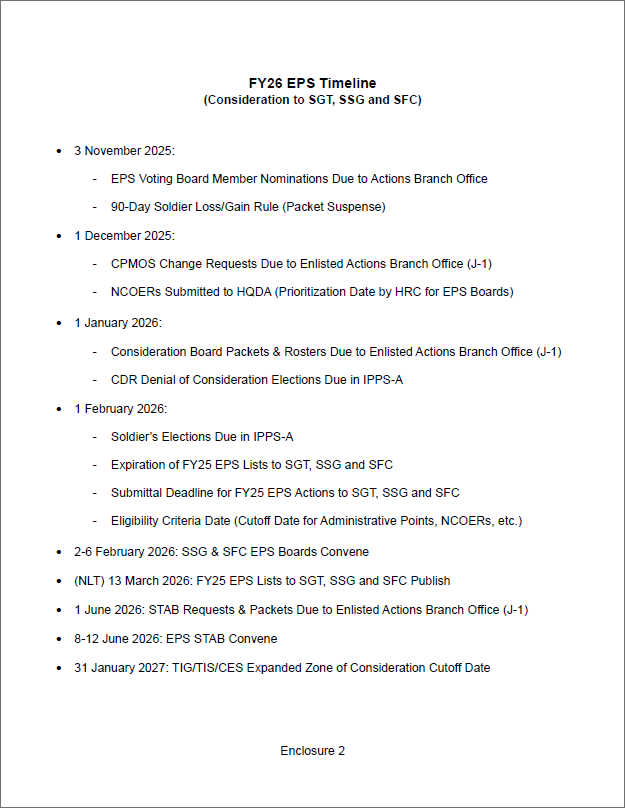 FY26 EPS Timeline
(Consideration to SGT, SSG and SFC)
• 3 November 2025:
- EPS Voting Board Member Nominations Due to Actions Branch Office
- 90-Day Soldier Loss/Gain Rule (Packet Suspense)
• 1 December 2025:
- CPMOS Change Requests Due to Enlisted Actions Branch Office (J-1)
- NCOERs Submitted to HQDA (Prioritization Date by HRC for EPS Boards)
• 1 January 2026:
- Consideration Board Packets & Rosters Due to Enlisted Actions Branch Office (J-1)
- CDR Denial of Consideration Elections Due in IPPS-A
• 1 February 2026:
- Soldier’s Elections Due in IPPS-A
- Expiration of FY25 EPS Lists to SGT, SSG and SFC
- Submittal Deadline for FY25 EPS Actions to SGT, SSG and SFC
- Eligibility Criteria Date (Cutoff Date for Administrative Points, NCOERs, etc.)
• 2-6 February 2026: SSG & SFC EPS Boards Convene
• (NLT) 13 March 2026: FY25 EPS Lists to SGT, SSG and SFC Publish
• 1 June 2026: STAB Requests & Packets Due to Enlisted Actions Branch Office (J-1)
• 8-12 June 2026: EPS STAB Convene
• 31 January 2027: TIG/TIS/CES Expanded Zone of Consideration Cutoff Date
Enclosure 2